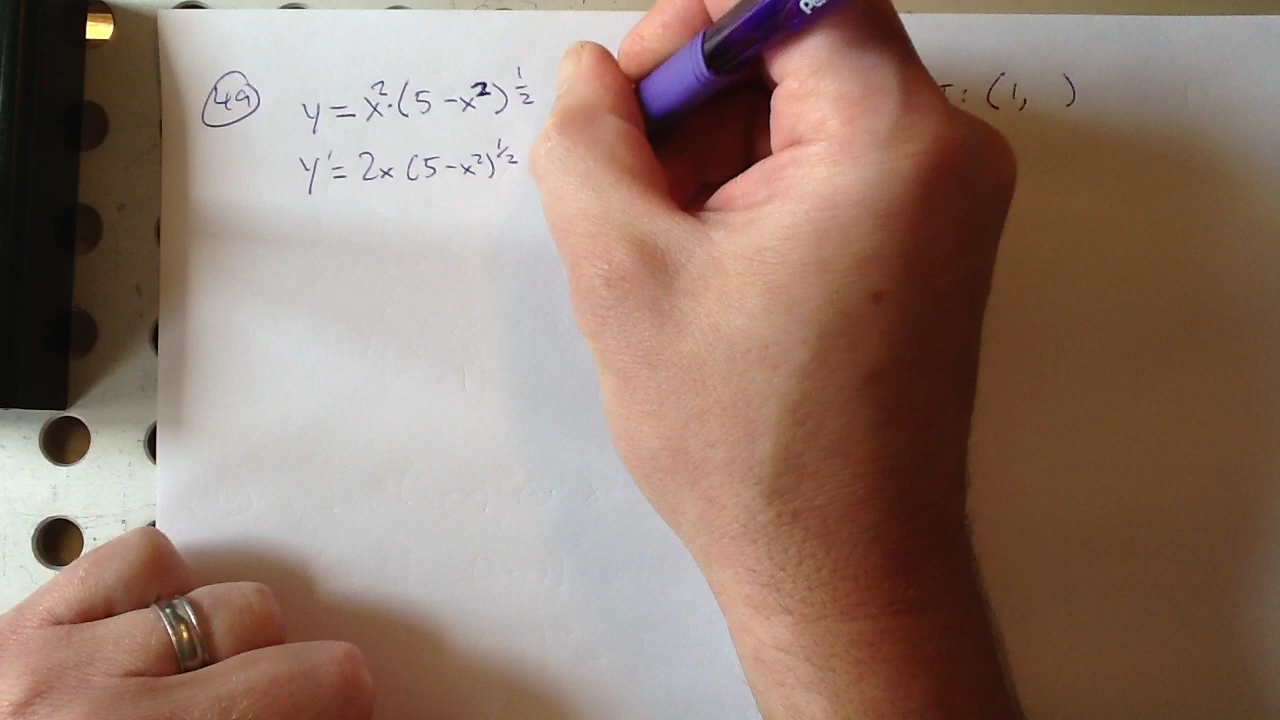 49 y = x²·(5-x²)^½ : (1, )
y' = 2x (5-x²)^½